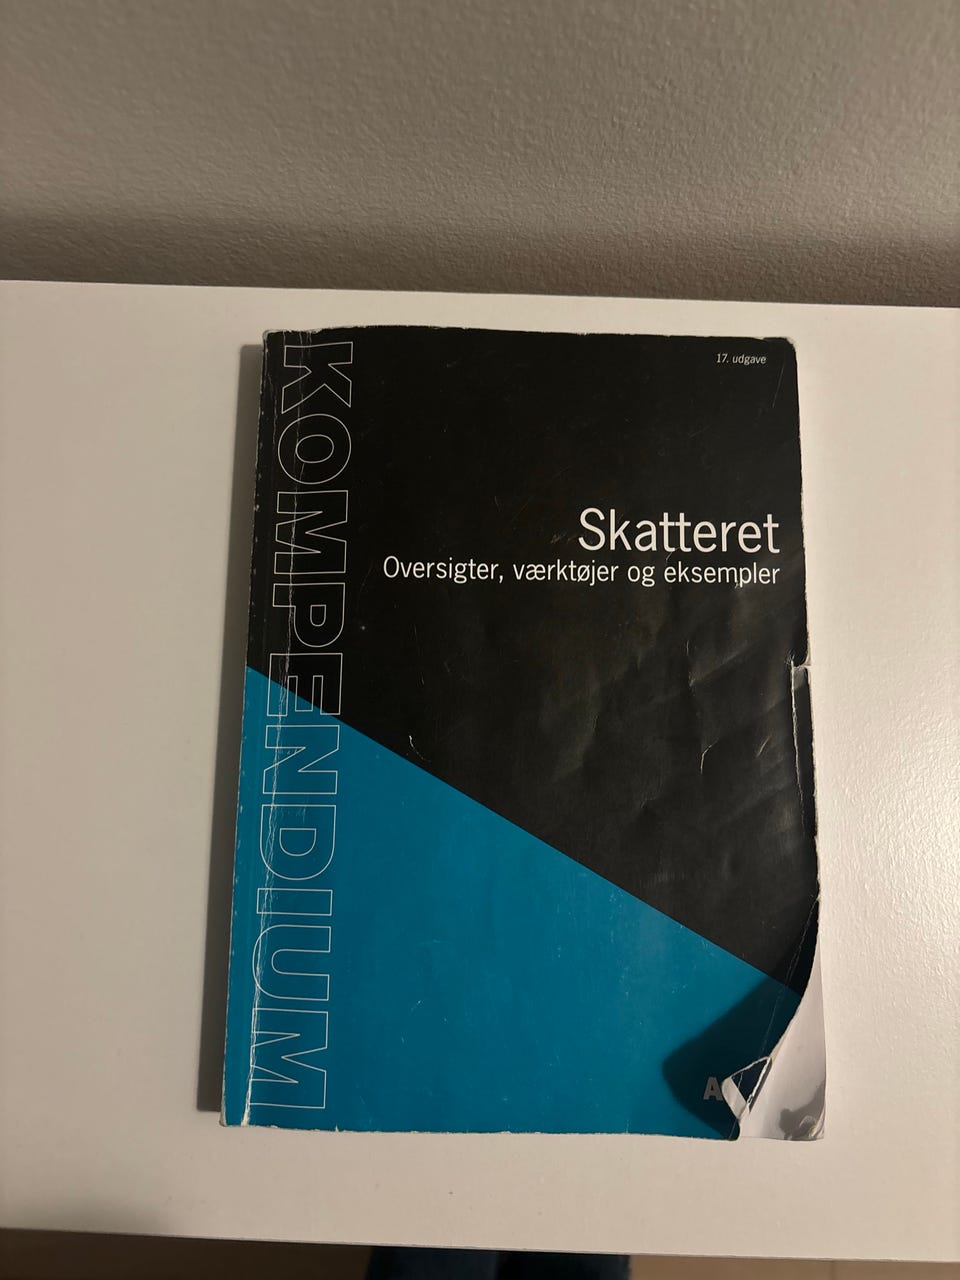 17. udgave
Skatteret
Oversigter, værktøjer og eksempler
KOMPENDIUM